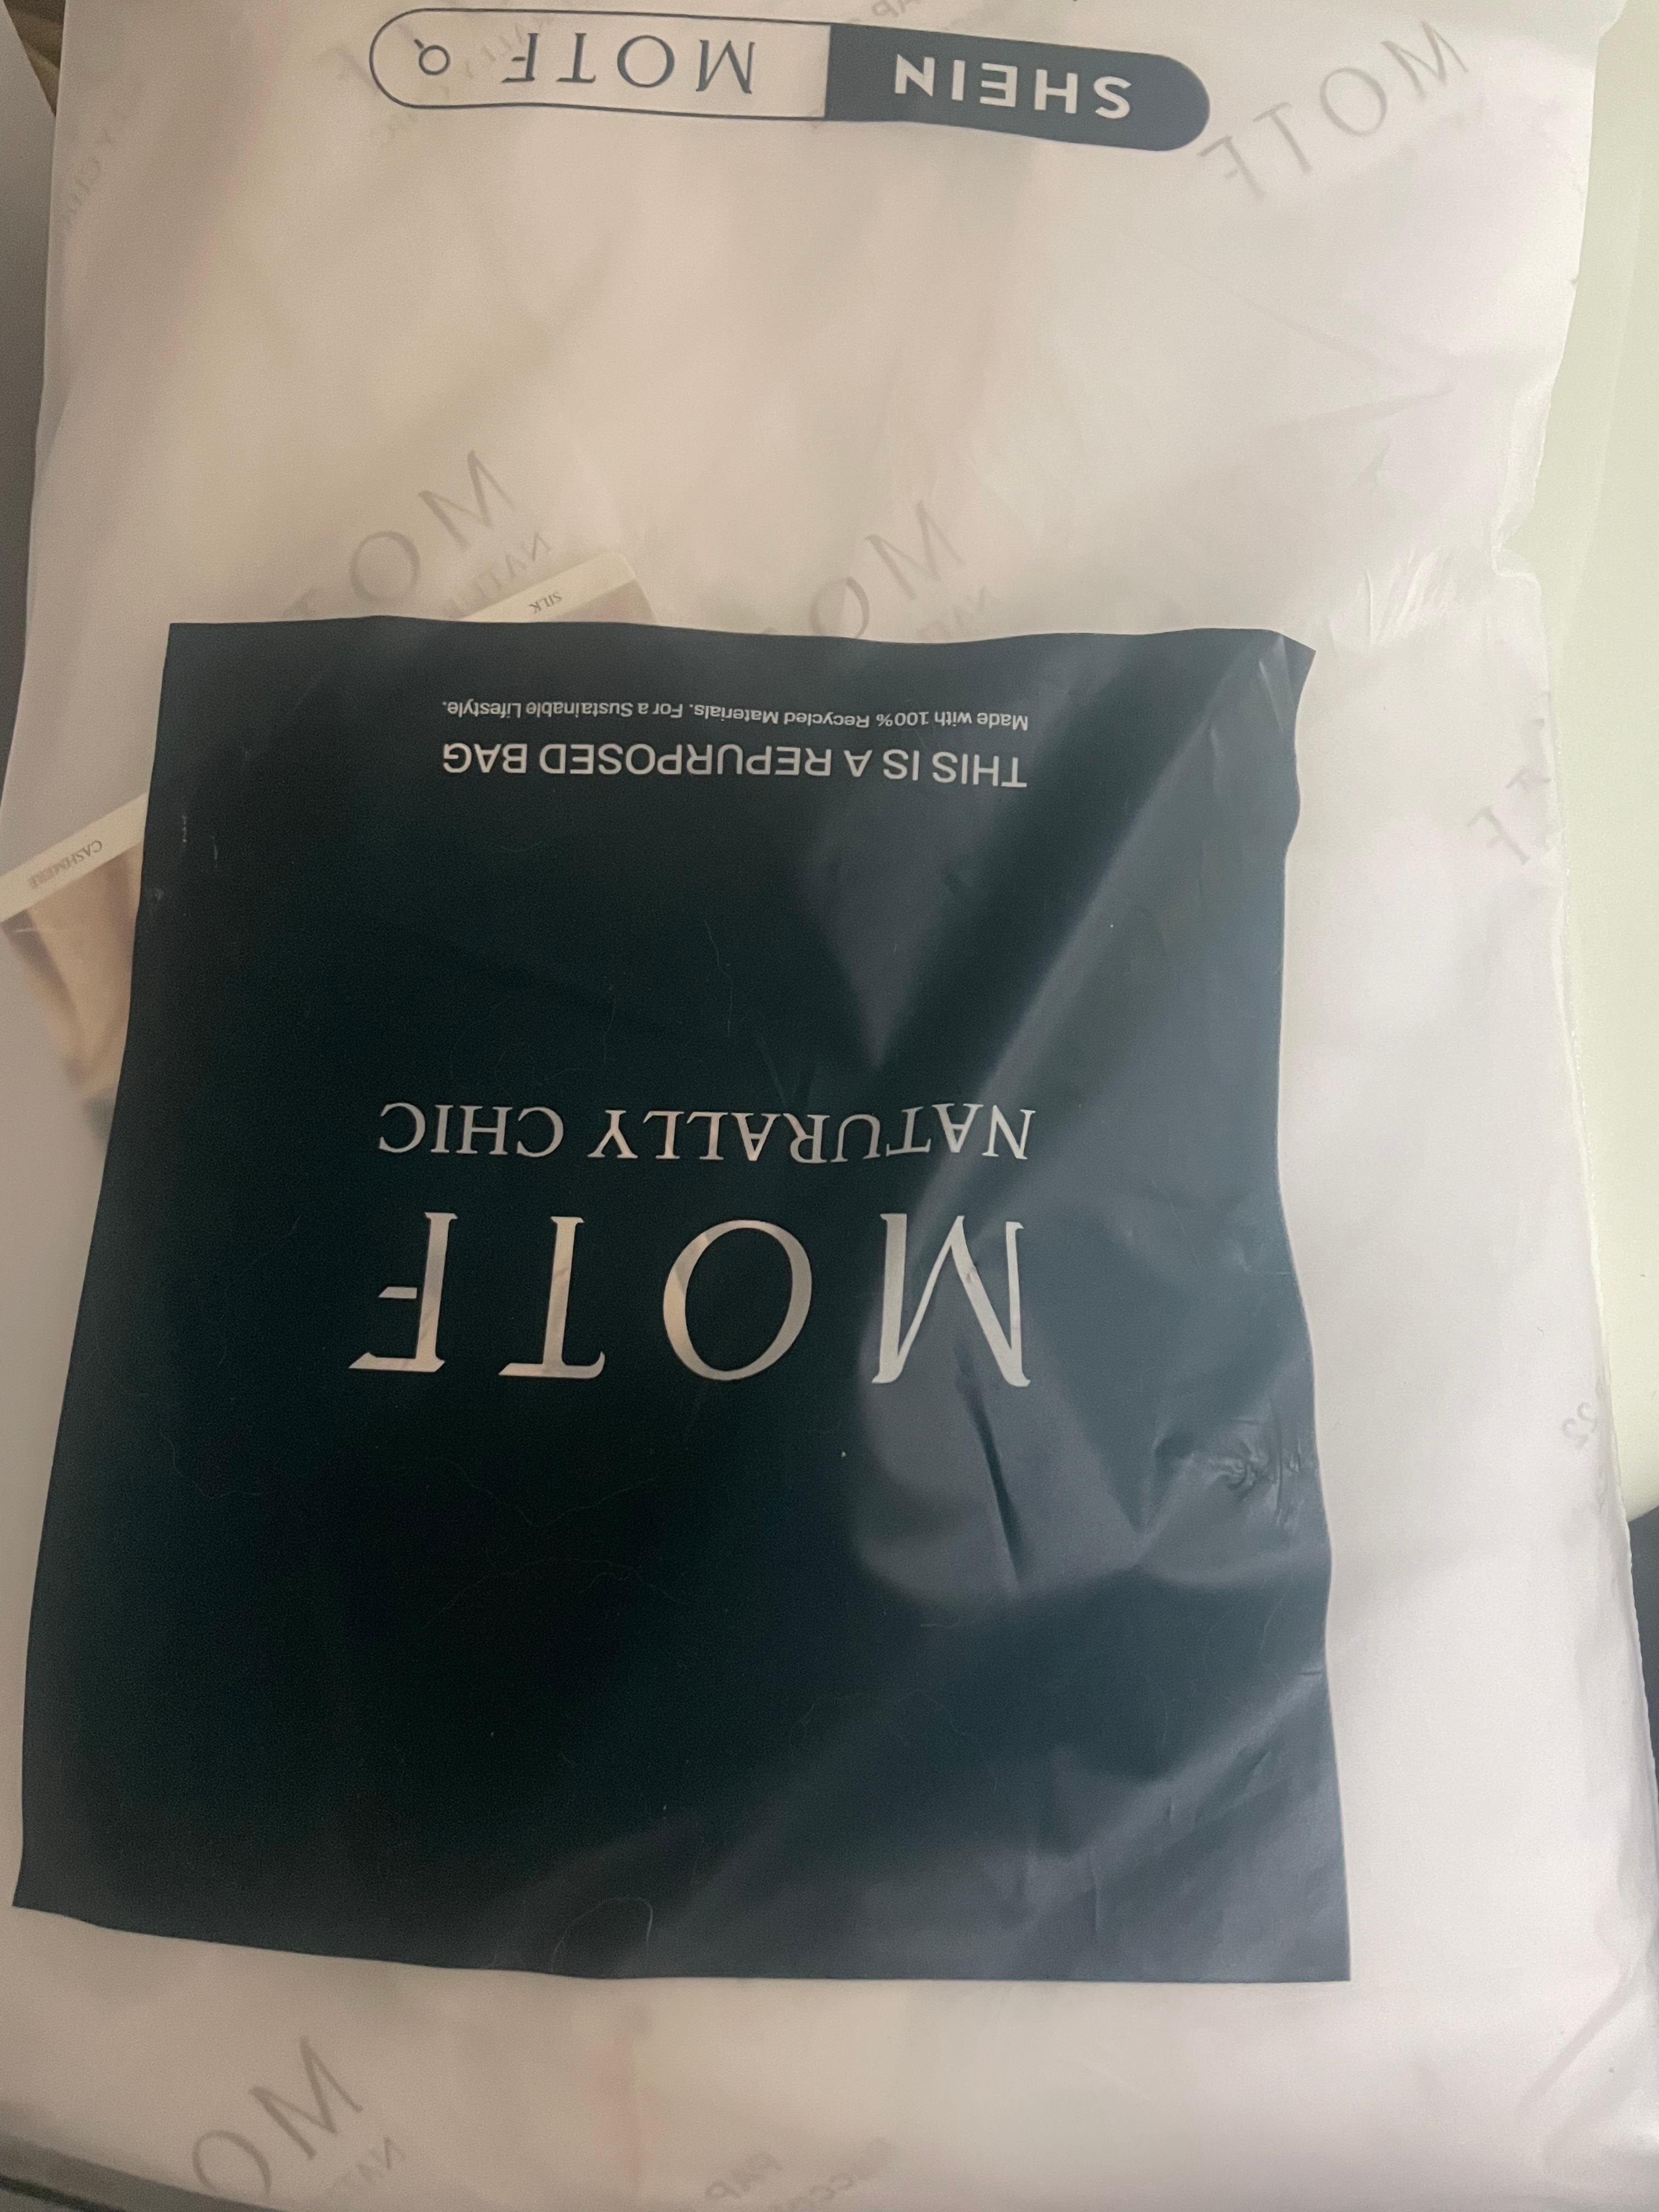 MOTF
NATURALLY CHIC
THIS IS A REPURPOSED BAG
Made with 100% Recycled Materials. For a Sustainable Lifestyle.
SHEIN MOTF
CASHMERE
SILK
MOTF